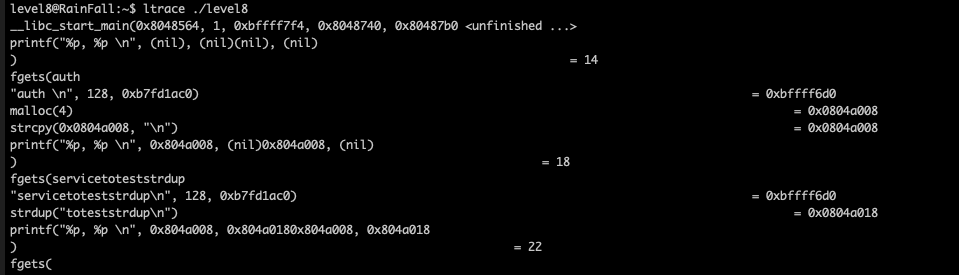 level8@RainFall:~$ ltrace ./level8
__libc_start_main(0x8048564, 1, 0xbffff7f4, 0x8048740, 0x80487b0 <unfinished ...>
printf("%p, %p \n", (nil), (nil)(nil), (nil)
) = 14
fgets(auth
"auth \n", 128, 0xb7fd1ac0) = 0xbffff6d0
malloc(4) = 0x0804a008
strcpy(0x0804a008, "\n") = 0x0804a008
printf("%p, %p \n", 0x804a008, (nil)0x804a008, (nil)
) = 18
fgets(servicetoteststrdup
"servicetoteststrdup\n", 128, 0xb7fd1ac0) = 0xbffff6d0
strdup("toteststrdup\n") = 0x0804a018
printf("%p, %p \n", 0x804a008, 0x804a0180x804a008, 0x804a018
) = 22
fgets(